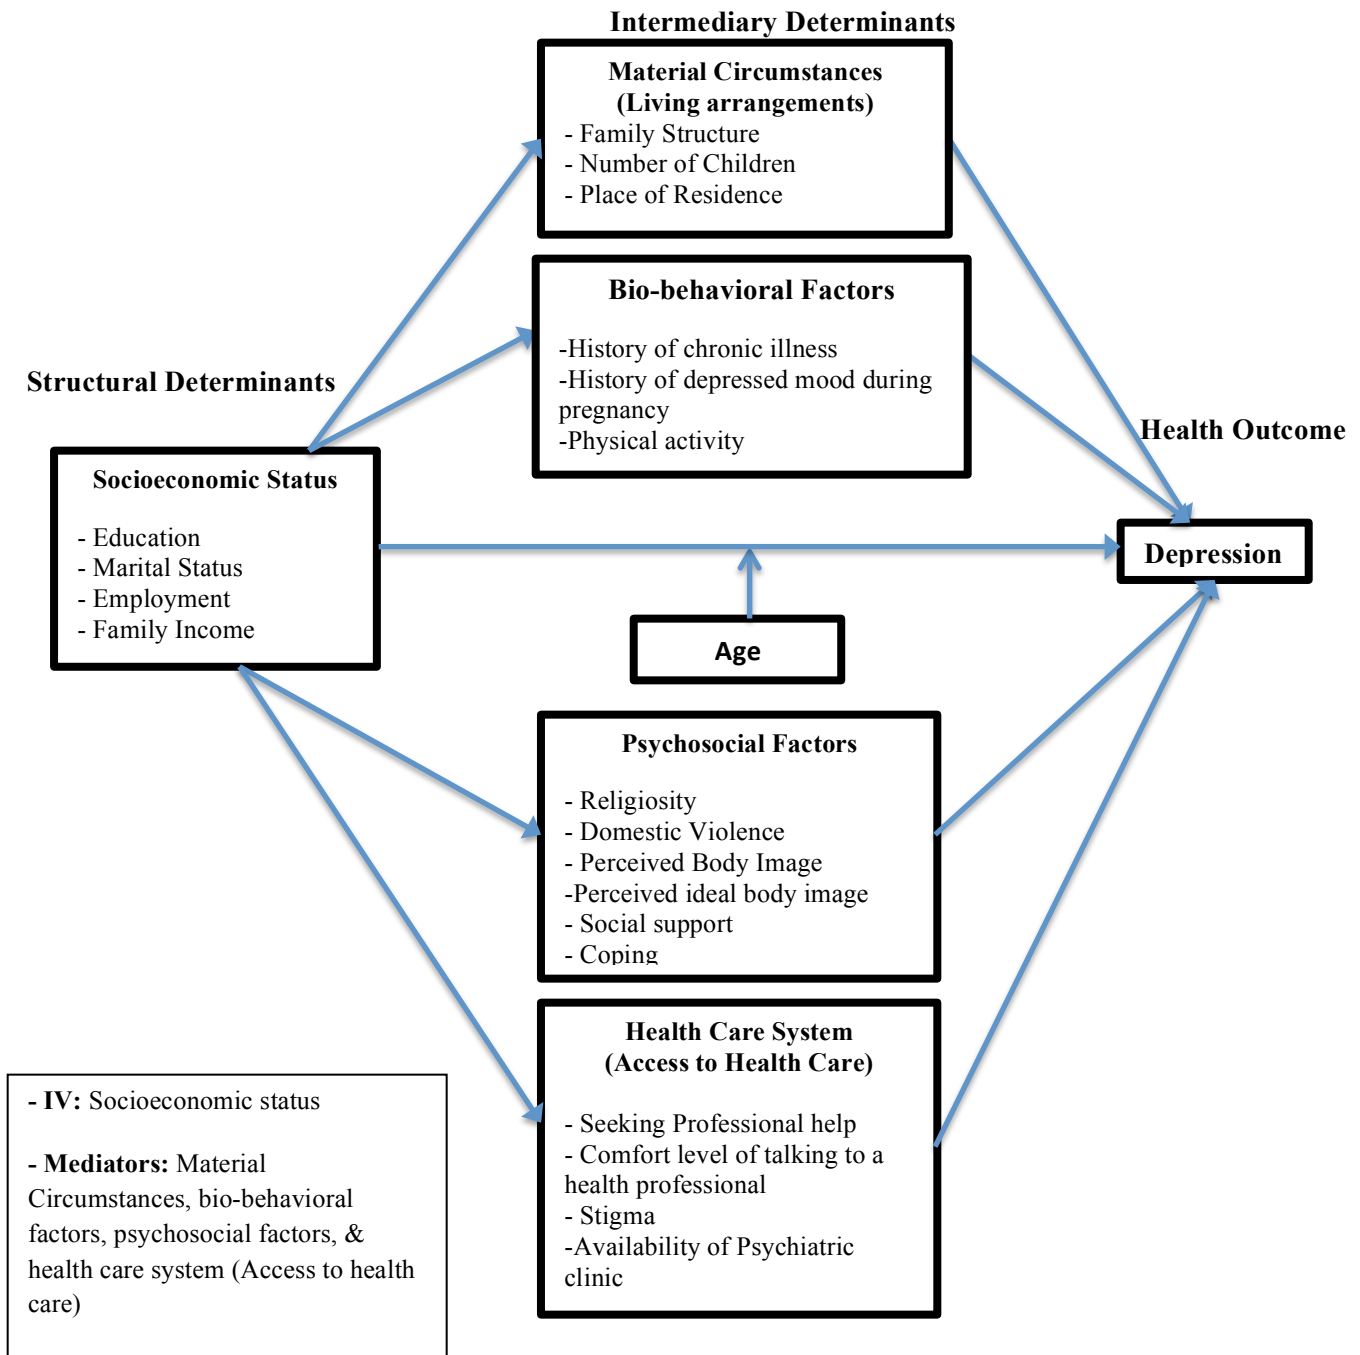 Intermediary Determinants
Material Circumstances
(Living arrangements)
- Family Structure
- Number of Children
- Place of Residence
Bio-behavioral Factors
-History of chronic illness
-History of depressed mood during
pregnancy
-Physical activity
Structural Determinants
Socioeconomic Status
- Education
- Marital Status
- Employment
- Family Income
Health Outcome
Depression
Age
Psychosocial Factors
- Religiosity
- Domestic Violence
- Perceived Body Image
-Perceived ideal body image
- Social support
- Coping
Health Care System
(Access to Health Care)
- Seeking Professional help
- Comfort level of talking to a
health professional
- Stigma
-Availability of Psychiatric
clinic
- IV: Socioeconomic status
- Mediators: Material
Circumstances, bio-behavioral
factors, psychosocial factors, &
health care system (Access to health
care)